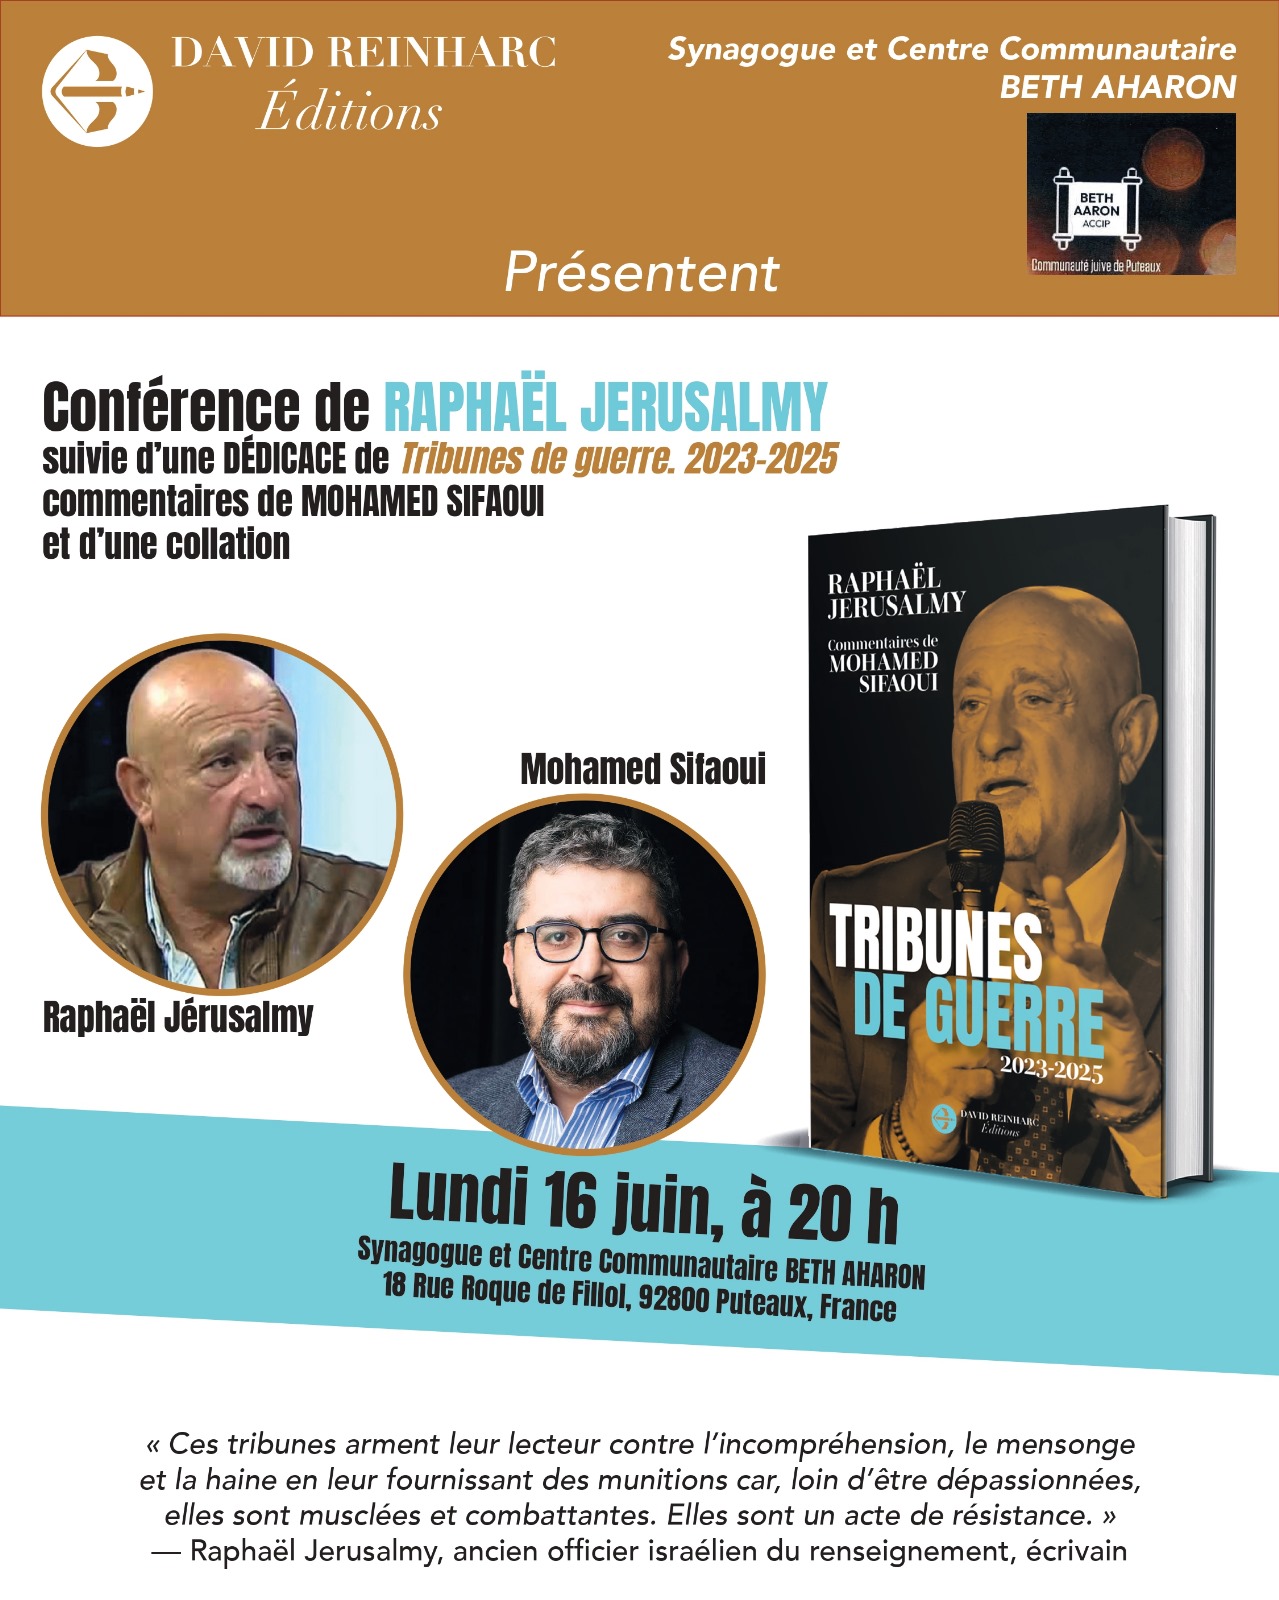 DAVID REINHARC
Éditions
Synagogue et Centre Communautaire
BETH AHARON
BETH
AARON
ACCIP
Communauté juive de Puteaux
Présentent
Conférence de RAPHAËL JERUSALMY
suivie d’une DÉDICACE de Tribunes de guerre. 2023-2025
commentaires de MOHAMED SIFAOUI
et d’une collation
RAPHAËL
JERUSALMY
Commentaires de
MOHAMED
SIFAOUI
TRIBUNES
DE GUERRE
2023-2025
DAVID REINHARC
Éditions
Mohamed Sifaoui
Raphaël Jérusalmy
Lundi 16 juin, à 20 h
Synagogue et Centre Communautaire BETH AHARON
18 Rue Roque de Fillol, 92800 Puteaux, France
« Ces tribunes arment leur lecteur contre l’incompréhension, le mensonge
et la haine en leur fournissant des munitions car, loin d’être dépassionnées,
elles sont musclées et combattantes. Elles sont un acte de résistance. »
— Raphaël Jerusalmy, ancien officier israélien du renseignement, écrivain